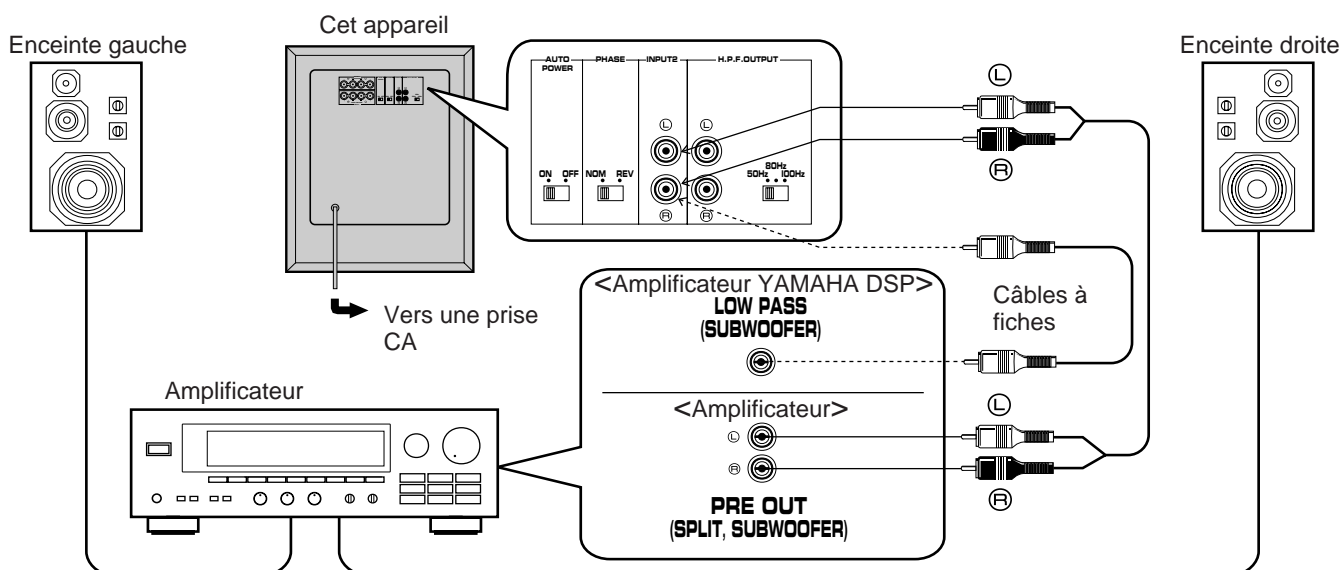 Cet appareil
Enceinte gauche
Enceinte droite
AUTO POWER
PHASE
INPUT2
H.P.F.OUTPUT
L
L
L
R
ON OFF
NOM REV
80Hz
50Hz 100Hz
R
R
Vers une prise CA
<Amplificateur YAMAHA DSP>
LOW PASS
(SUBWOOFER)
Câbles à
fiches
Amplificateur
<Amplificateur>
L
R
L
R
PRE OUT
(SPLIT, SUBWOOFER)